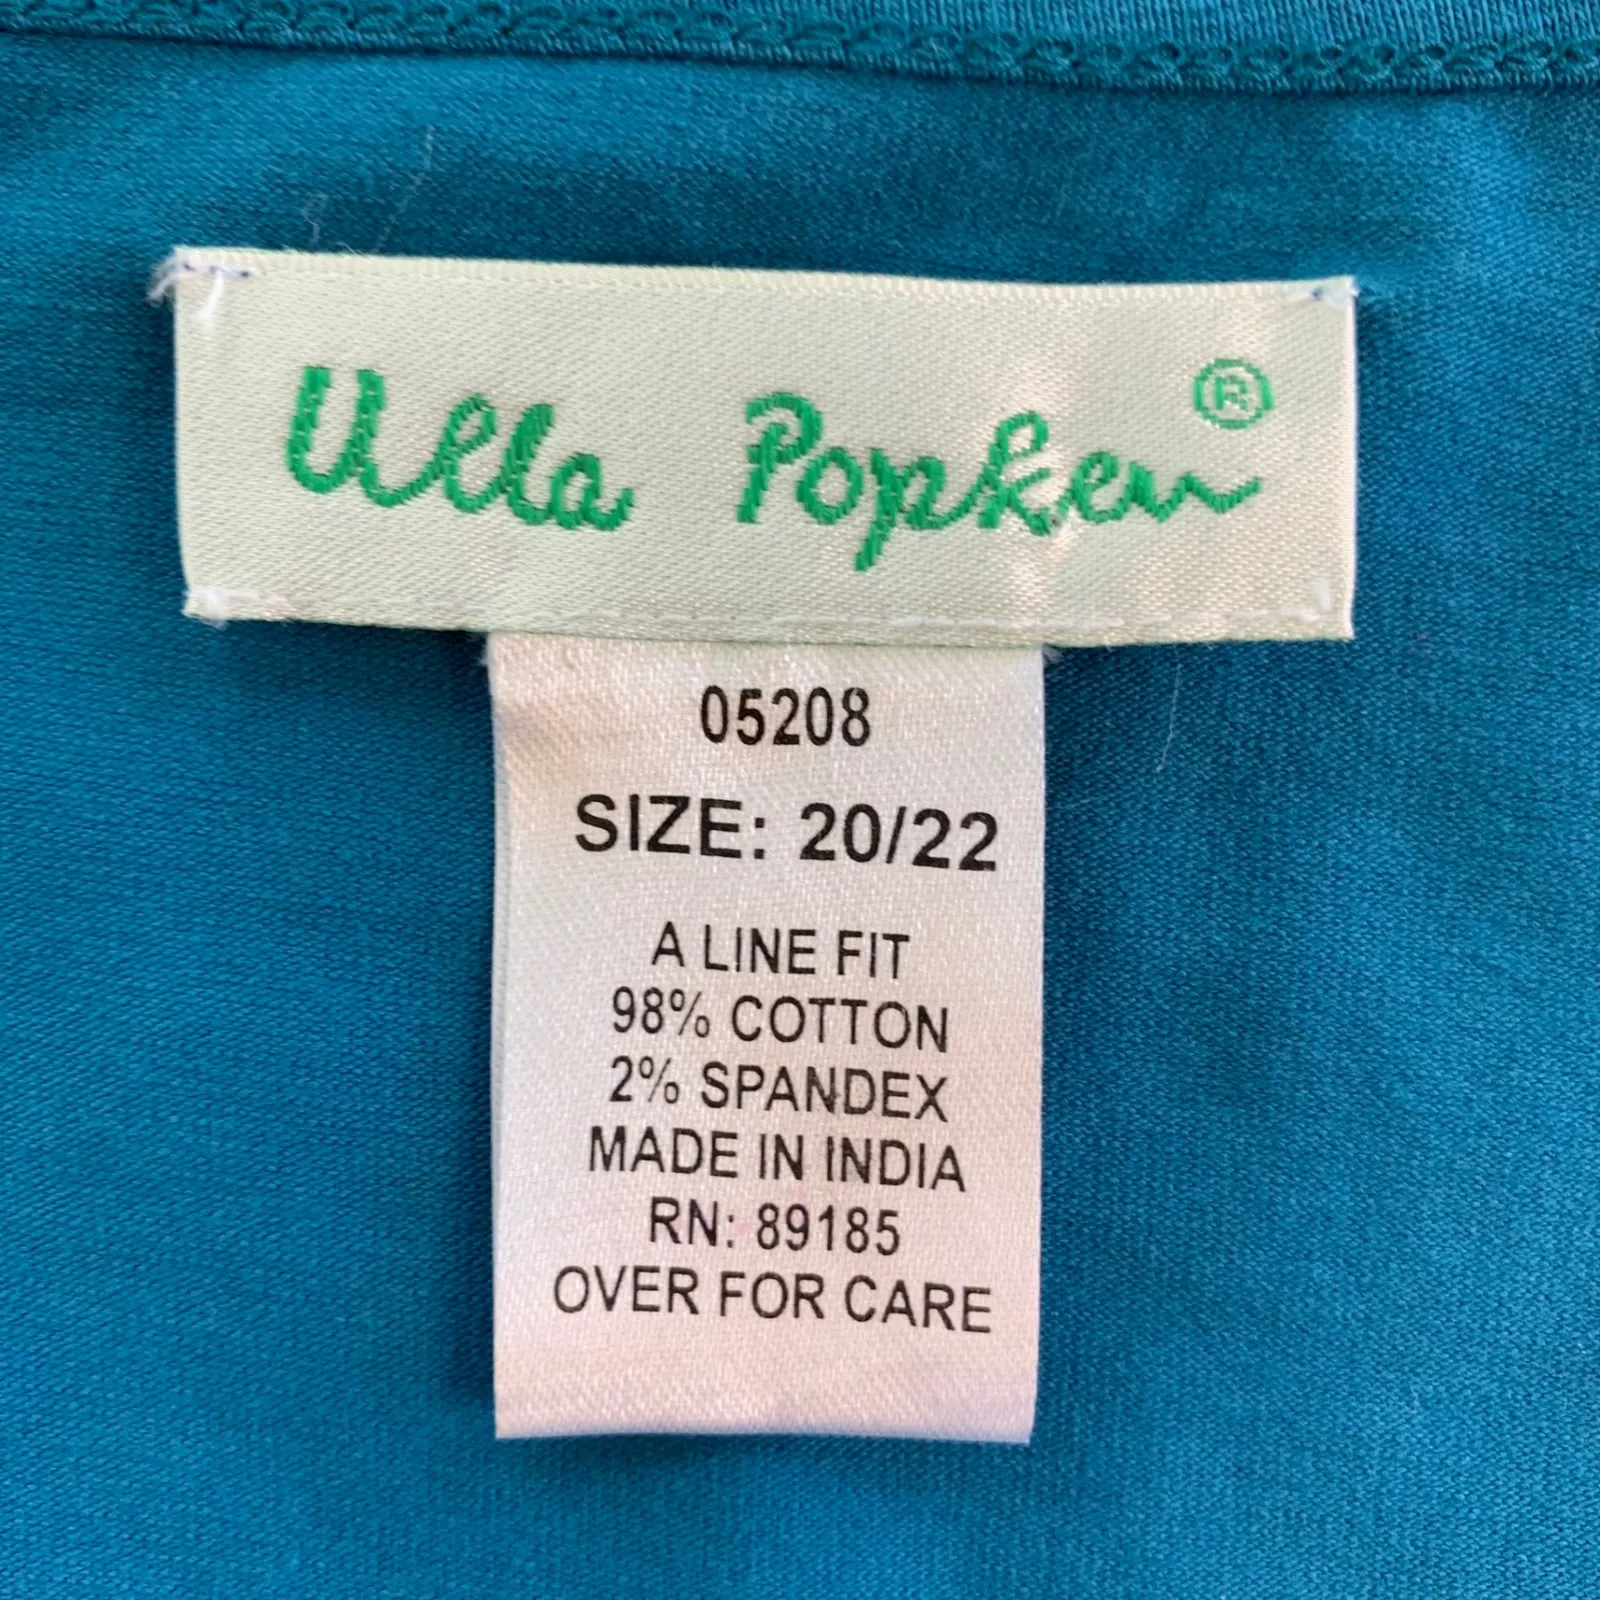 Ulla Popken ®
05208
SIZE: 20/22
A LINE FIT
98% COTTON
2% SPANDEX
MADE IN INDIA
RN: 89185
OVER FOR CARE